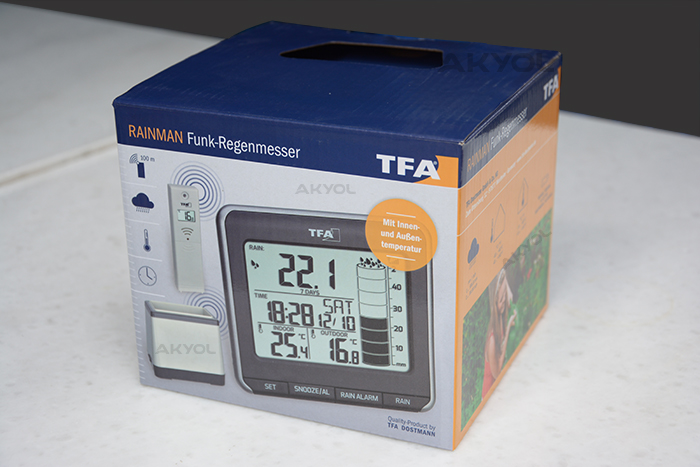 AKYOL
TFA
RAINMAN Funk-Regenmesser
TFA
RAINMAN Funk-Regenmesser
100 m
AKYOL
TFA
Mit Innen-
und Außen-
temperatur
RAIN:
22.1
7 DAYS
TIME
18:28
SAT
12/10
INDOOR
25.4 °C
OUTDOOR
16.8 °C
40
30
20
10
mm
AKYOL
SET
SNOOZE/AL
RAIN ALARM
RAIN
Quality-Product by
TFA DOSTMANN